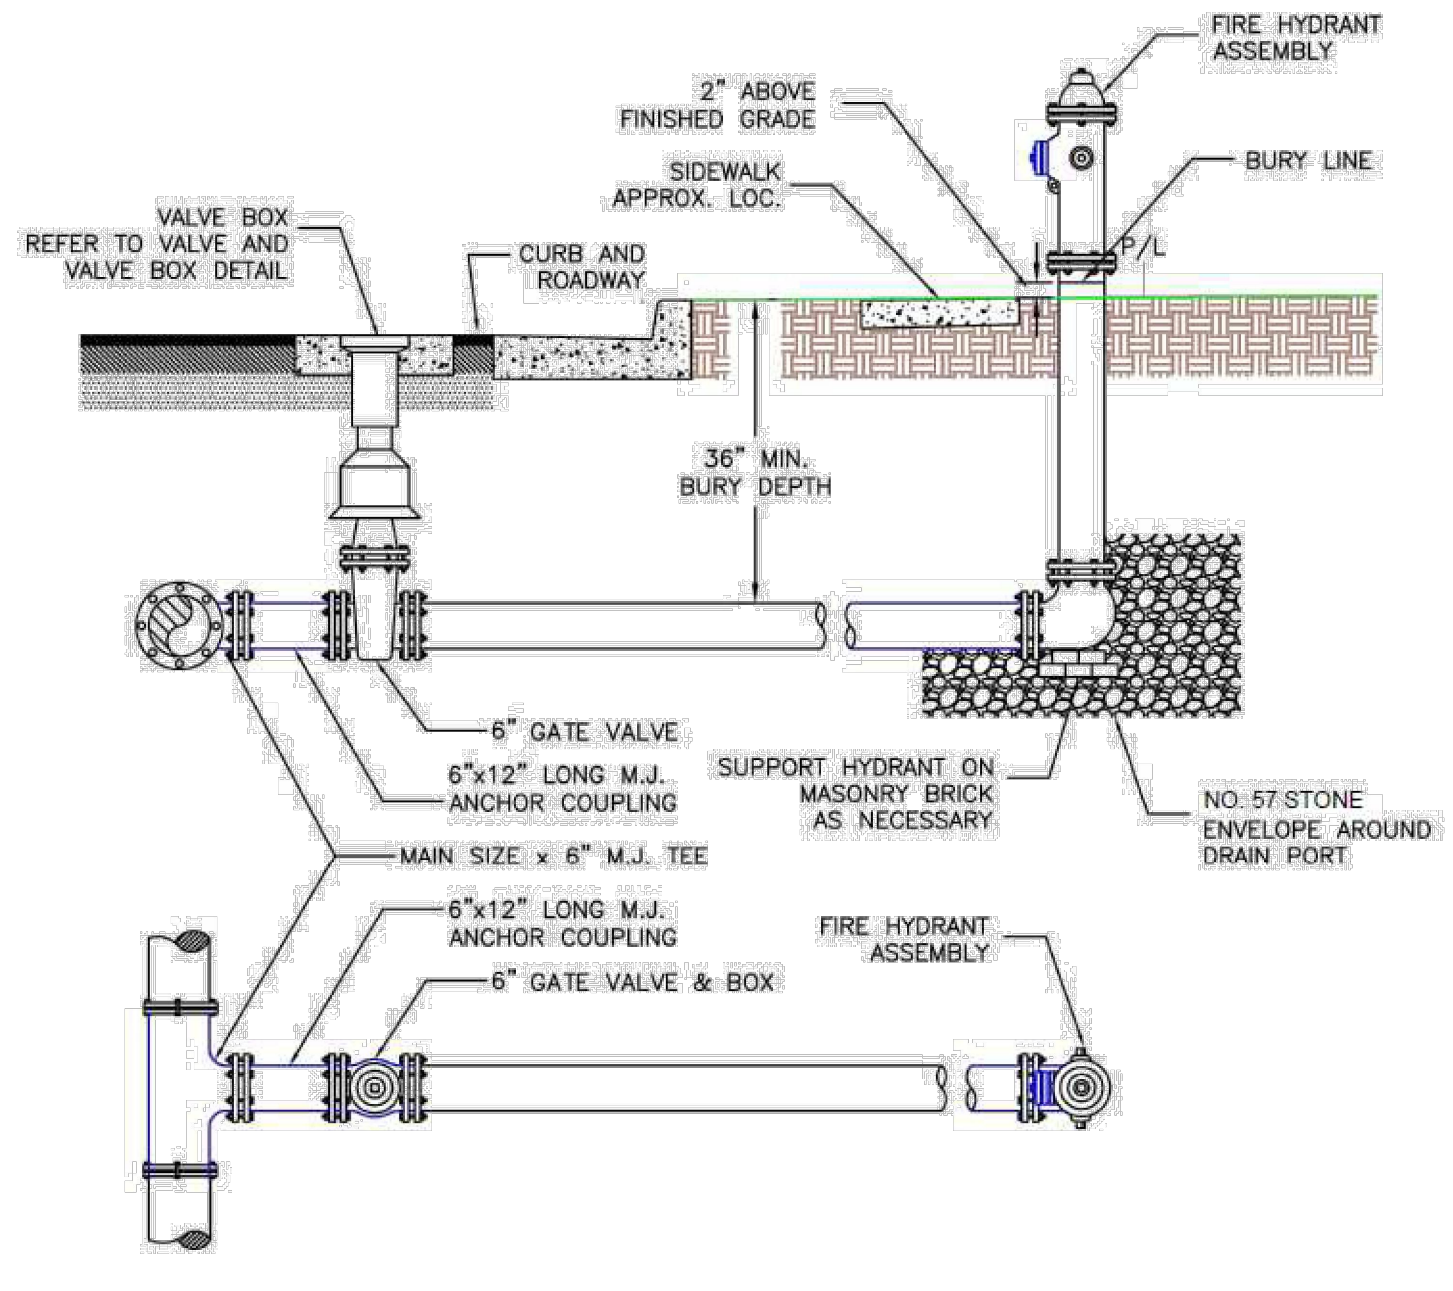 FIRE HYDRANT
ASSEMBLY
2" ABOVE
FINISHED GRADE
BURY LINE
SIDEWALK
APPROX. LOC.
VALVE BOX
REFER TO VALVE AND
VALVE BOX DETAIL
CURB AND
ROADWAY
P/L
36" MIN.
BURY DEPTH
6" GATE VALVE
6"x12" LONG M.J.
ANCHOR COUPLING
SUPPORT HYDRANT ON
MASONRY BRICK
AS NECESSARY
NO. 57 STONE
ENVELOPE AROUND
DRAIN PORT
MAIN SIZE x 6" M.J. TEE
6"x12" LONG M.J.
ANCHOR COUPLING
6" GATE VALVE & BOX
FIRE HYDRANT
ASSEMBLY